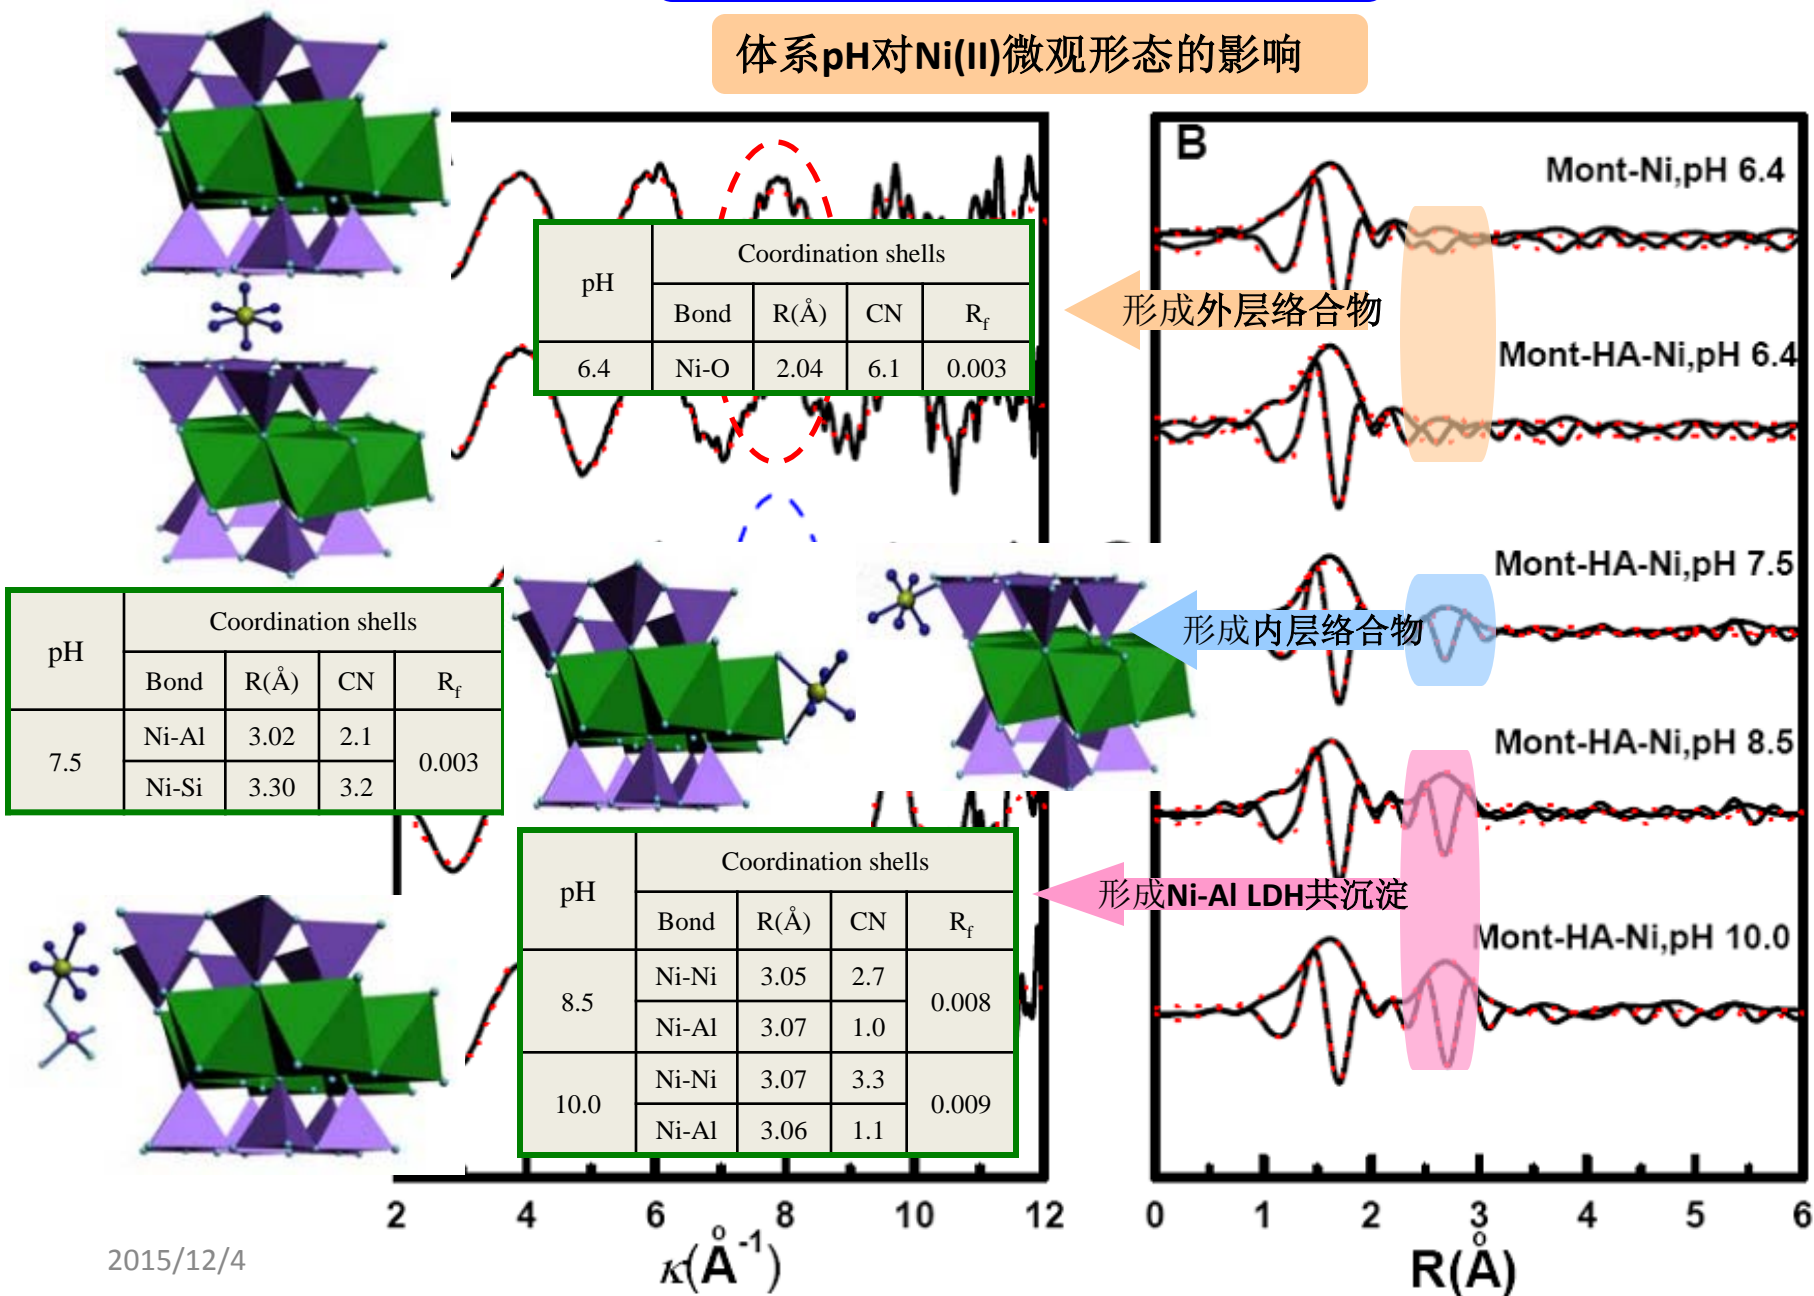 体系pH对Ni(II)微观形态的影响
B
Mont-Ni,pH 6.4
pH
Coordination shells
Bond R(Å) CN Rf
6.4 Ni-O 2.04 6.1 0.003
形成外层络合物
Mont-HA-Ni,pH 6.4
Mont-HA-Ni,pH 7.5
形成内层络合物
pH
Coordination shells
Bond R(Å) CN Rf
7.5 Ni-Al 3.02 2.1 0.003
Ni-Si 3.30 3.2
Mont-HA-Ni,pH 8.5
pH
Coordination shells
Bond R(Å) CN Rf
8.5 Ni-Ni 3.05 2.7 0.008
Ni-Al 3.07 1.0
10.0 Ni-Ni 3.07 3.3 0.009
Ni-Al 3.06 1.1
形成Ni-Al LDH共沉淀
Mont-HA-Ni,pH 10.0
2 4 6 8 10 12
κ(Å⁻¹)
0 1 2 3 4 5 6
R(Å)
2015/12/4